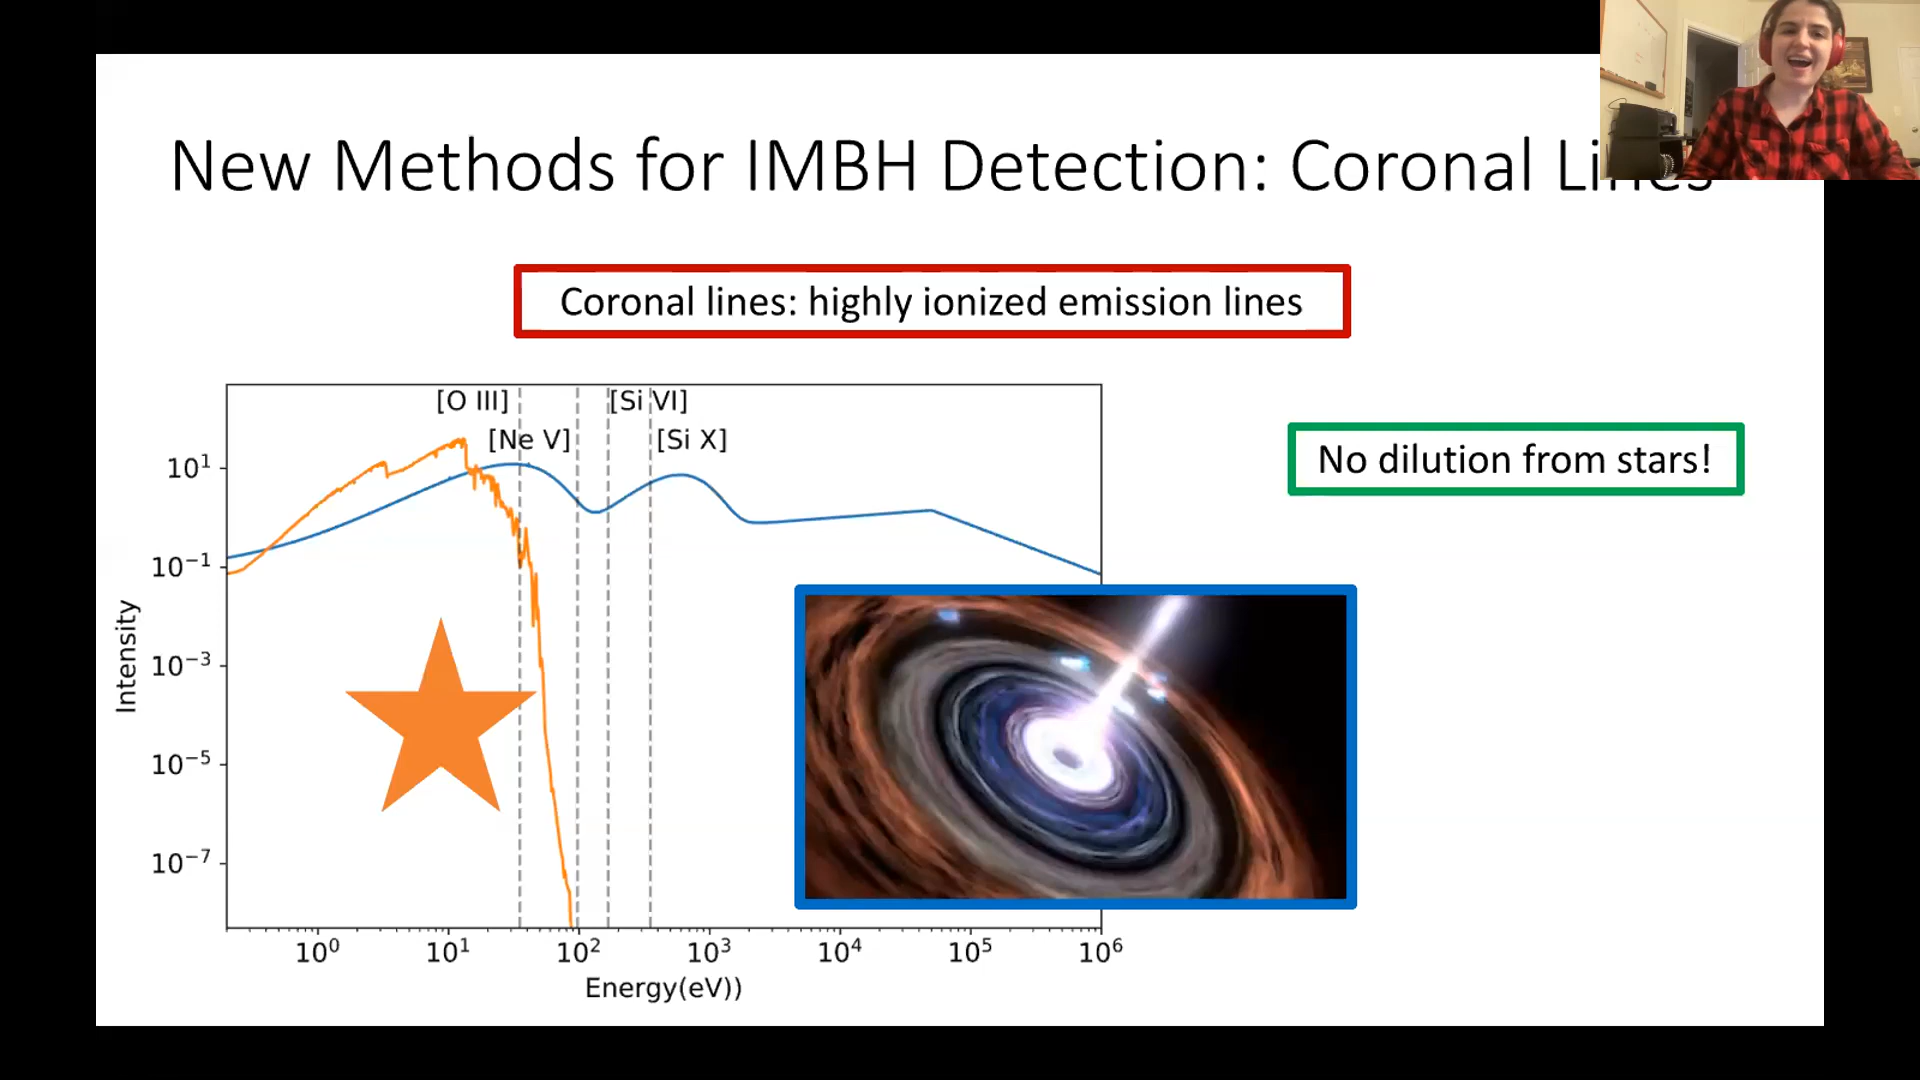 New Methods for IMBH Detection: Coronal Lines
Coronal lines: highly ionized emission lines
No dilution from stars!
[O III]
[Si VI]
[Ne V]
[Si X]
10¹
10⁻¹
10⁻³
10⁻⁵
10⁻⁷
Intensity
10⁰ 10¹ 10² 10³ 10⁴ 10⁵ 10⁶
Energy(eV))